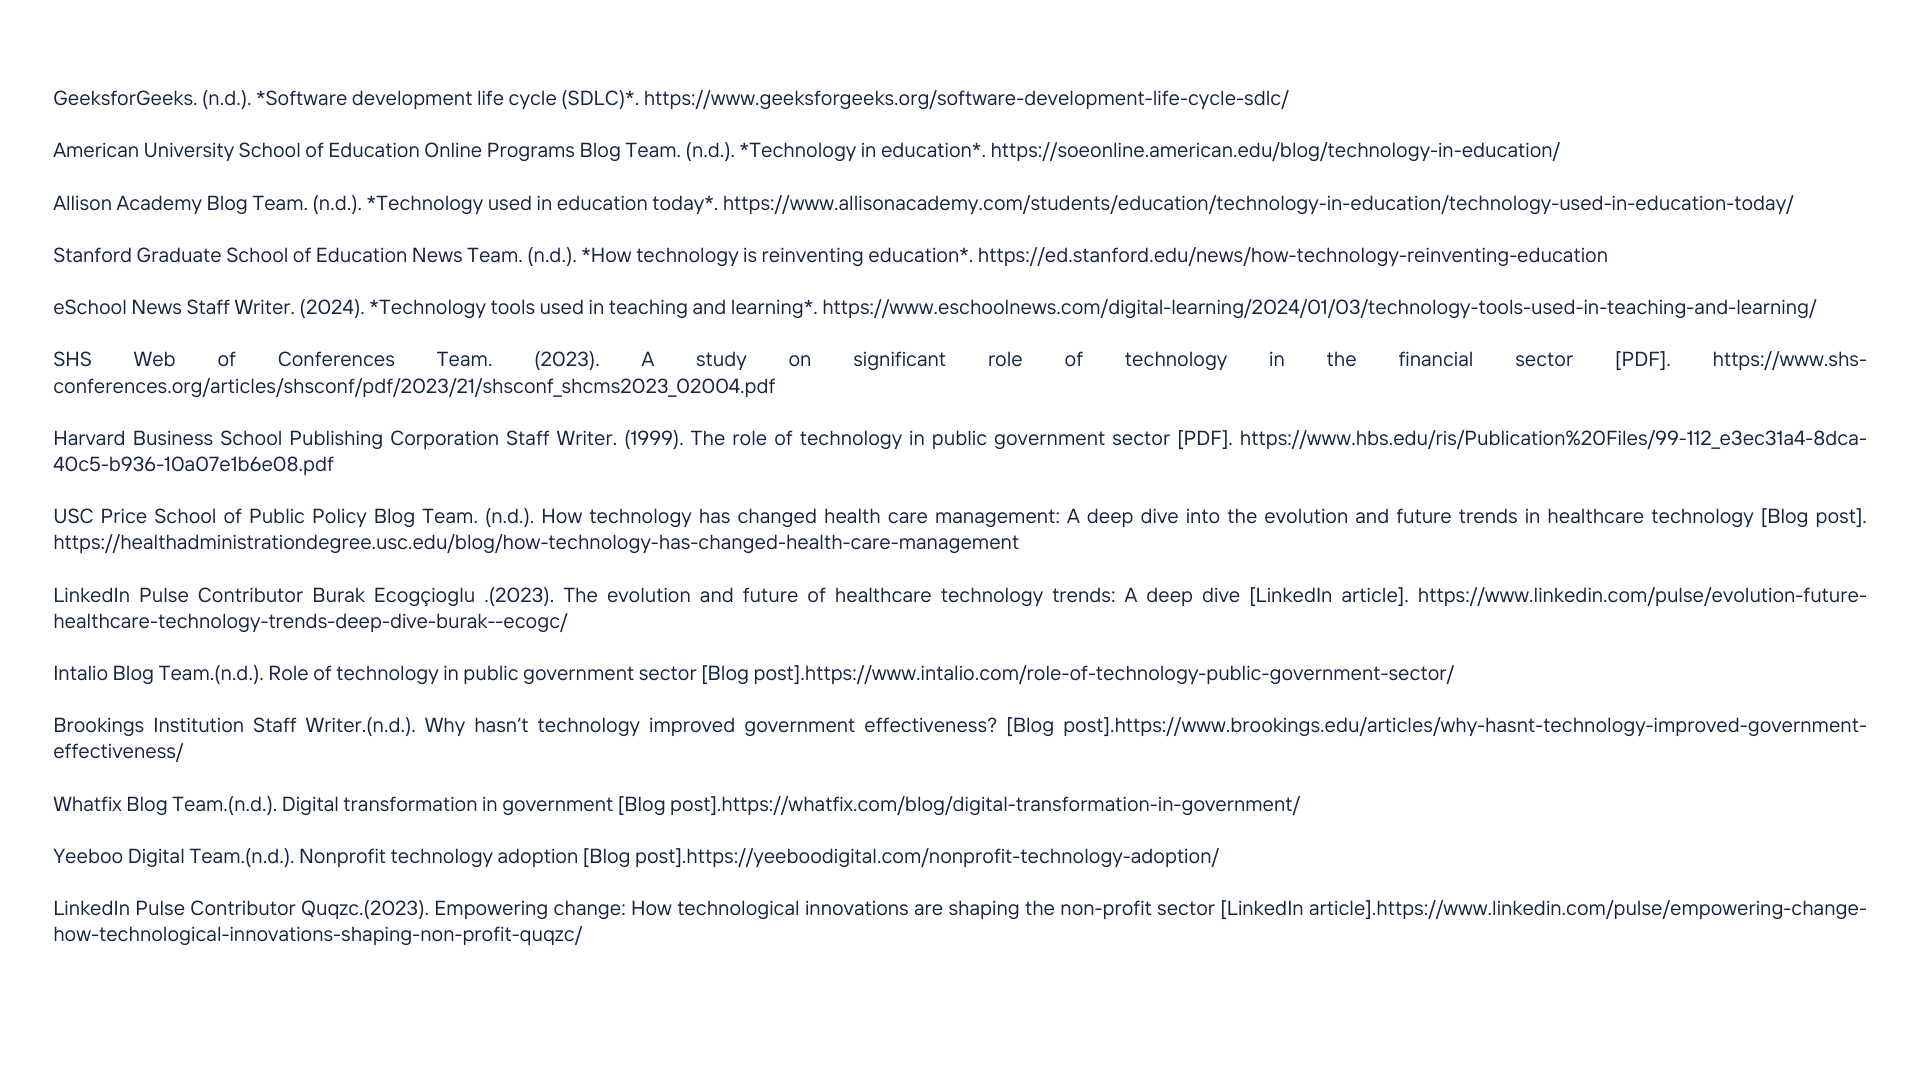 GeeksforGeeks. (n.d.). *Software development life cycle (SDLC)*. https://www.geeksforgeeks.org/software-development-life-cycle-sdlc/
American University School of Education Online Programs Blog Team. (n.d.). *Technology in education*. https://soeonline.american.edu/blog/technology-in-education/
Allison Academy Blog Team. (n.d.). *Technology used in education today*. https://www.allisonacademy.com/students/education/technology-in-education/technology-used-in-education-today/
Stanford Graduate School of Education News Team. (n.d.). *How technology is reinventing education*. https://ed.stanford.edu/news/how-technology-reinventing-education
eSchool News Staff Writer. (2024). *Technology tools used in teaching and learning*. https://www.eschoolnews.com/digital-learning/2024/01/03/technology-tools-used-in-teaching-and-learning/
SHS Web of Conferences Team. (2023). A study on significant role of technology in the financial sector [PDF]. https://www.shs-
conferences.org/articles/shsconf/pdf/2023/21/shsconf_shcms2023_02004.pdf
Harvard Business School Publishing Corporation Staff Writer. (1999). The role of technology in public government sector [PDF]. https://www.hbs.edu/ris/Publication%20Files/99-112_e3ec31a4-8dca-
40c5-b936-10a07e1b6e08.pdf
USC Price School of Public Policy Blog Team. (n.d.). How technology has changed health care management: A deep dive into the evolution and future trends in healthcare technology [Blog post].
https://healthadministrationdegree.usc.edu/blog/how-technology-has-changed-health-care-management
LinkedIn Pulse Contributor Burak Ecogçioglu .(2023). The evolution and future of healthcare technology trends: A deep dive [LinkedIn article]. https://www.linkedin.com/pulse/evolution-future-
healthcare-technology-trends-deep-dive-burak--ecogc/
Intalio Blog Team.(n.d.). Role of technology in public government sector [Blog post].https://www.intalio.com/role-of-technology-public-government-sector/
Brookings Institution Staff Writer.(n.d.). Why hasn’t technology improved government effectiveness? [Blog post].https://www.brookings.edu/articles/why-hasnt-technology-improved-government-
effectiveness/
Whatfix Blog Team.(n.d.). Digital transformation in government [Blog post].https://whatfix.com/blog/digital-transformation-in-government/
Yeeboo Digital Team.(n.d.). Nonprofit technology adoption [Blog post].https://yeeboodigital.com/nonprofit-technology-adoption/
LinkedIn Pulse Contributor Quqzc.(2023). Empowering change: How technological innovations are shaping the non-profit sector [LinkedIn article].https://www.linkedin.com/pulse/empowering-change-
how-technological-innovations-shaping-non-profit-quqzc/